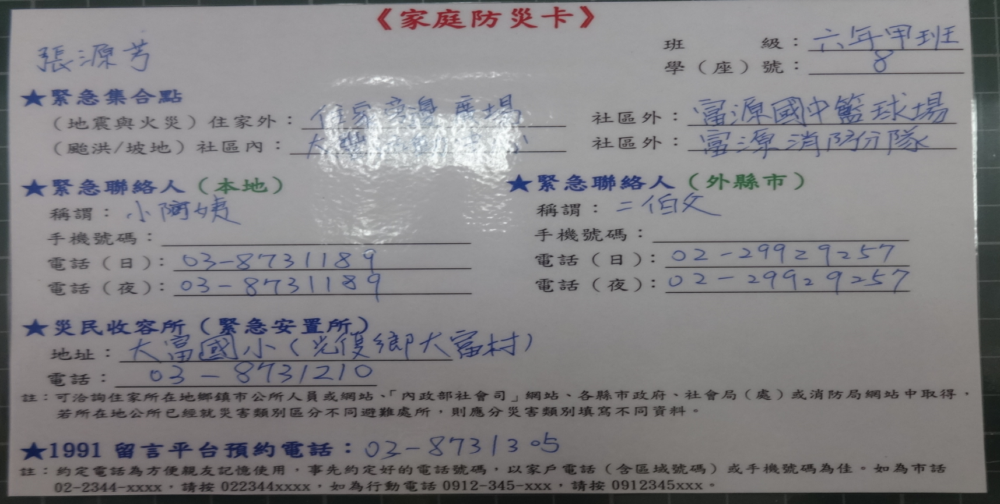 《家庭防災卡》
張源芳
班 級：六年甲班
學（座）號：8
★緊急集合點
（地震與火災）住家外：住家旁邊廣場 社區外：富源國中籃球場
（颱洪/坡地）社區內：大豐 社區外：富源消防分隊
★緊急聯絡人（本地） ★緊急聯絡人（外縣市）
稱謂：小阿姨 稱謂：二伯父
手機號碼： 手機號碼：
電話（日）：03-8731189 電話（日）：02-29929257
電話（夜）：03-8731189 電話（夜）：02-29929257
★災民收容所（緊急安置所）
地址：大富國小（光復鄉大富村）
電話：03-8731210
註：可洽詢住家所在地鄉鎮市公所人員或網站、「內政部社會司」網站、各縣市政府、社會局（處）或消防局網站中取得，
若所在地公所已經就災害類別區分不同避難處所，則應分災害類別填寫不同資料。
★1991 留言平台預約電話：03-8731305
註：約定電話為方便親友記憶使用，事先約定好的電話號碼，以家戶電話（含區域號碼）或手機號碼為佳。如為市話
02-2344-xxxx，請按 022344xxxx，如為行動電話 0912-345-xxx，請按 0912345xxx。